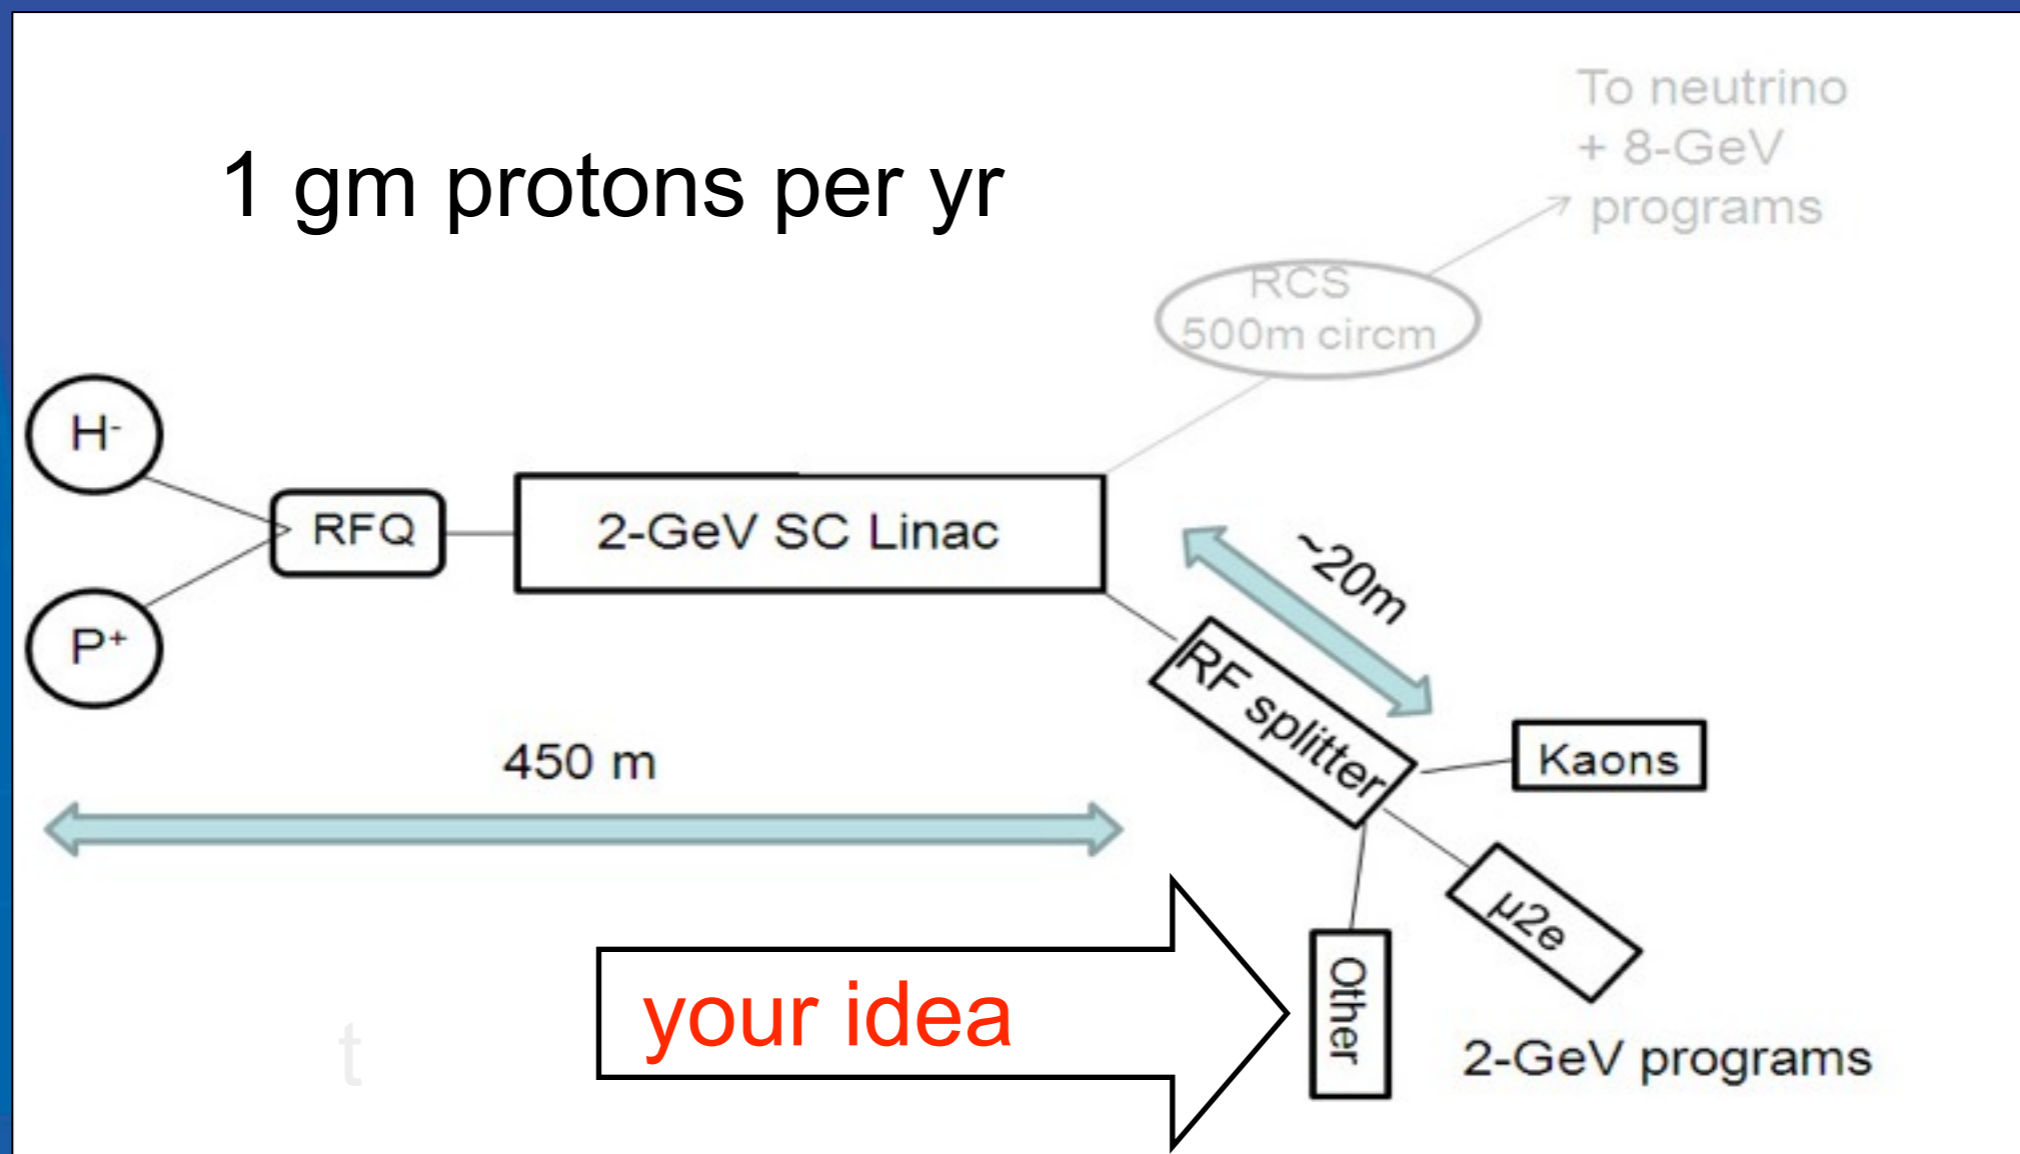 To neutrino
+ 8-GeV
programs
1 gm protons per yr
RCS
500m circm
H-
RFQ
2-GeV SC Linac
~20m
P+
RF splitter
450 m
Kaons
μ2e
your idea
Other
t
2-GeV programs